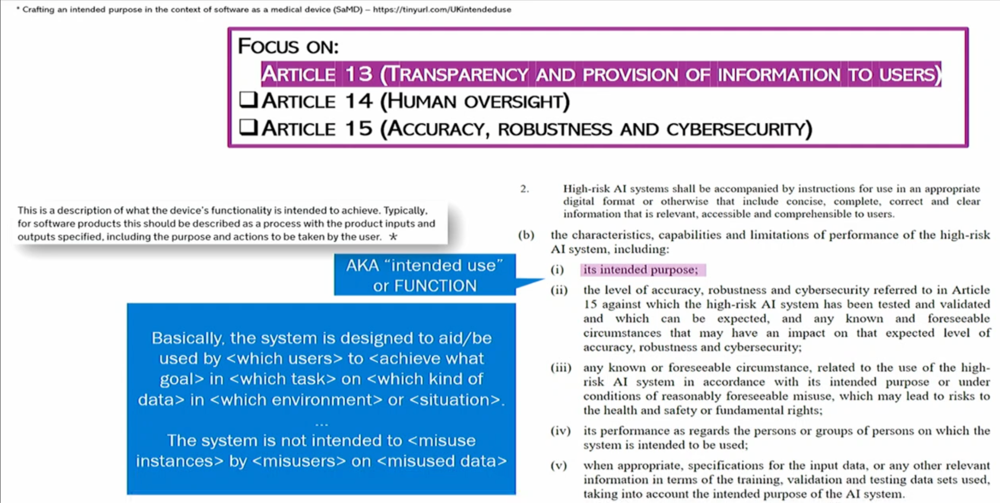 * Crafting an intended purpose in the context of software as a medical device (SaMD) – https://tinyurl.com/UKintendeduse
FOCUS ON:
ARTICLE 13 (TRANSPARENCY AND PROVISION OF INFORMATION TO USERS)
❑ARTICLE 14 (HUMAN OVERSIGHT)
❑ARTICLE 15 (ACCURACY, ROBUSTNESS AND CYBERSECURITY)
This is a description of what the device's functionality is intended to achieve. Typically,
for software products this should be described as a process with the product inputs and
outputs specified, including the purpose and actions to be taken by the user. *
AKA “intended use”
or FUNCTION
Basically, the system is designed to aid/be
used by <which users> to <achieve what
goal> in <which task> on <which kind of
data> in <which environment> or <situation>.
...
The system is not intended to <misuse
instances> by <misusers> on <misused data>
2. High-risk AI systems shall be accompanied by instructions for use in an appropriate
digital format or otherwise that include concise, complete, correct and clear
information that is relevant, accessible and comprehensible to users.
(b) the characteristics, capabilities and limitations of performance of the high-risk
AI system, including:
(i) its intended purpose;
(ii) the level of accuracy, robustness and cybersecurity referred to in Article
15 against which the high-risk AI system has been tested and validated
and which can be expected, and any known and foreseeable
circumstances that may have an impact on that expected level of
accuracy, robustness and cybersecurity;
(iii) any known or foreseeable circumstance, related to the use of the high-
risk AI system in accordance with its intended purpose or under
conditions of reasonably foreseeable misuse, which may lead to risks to
the health and safety or fundamental rights;
(iv) its performance as regards the persons or groups of persons on which the
system is intended to be used;
(v) when appropriate, specifications for the input data, or any other relevant
information in terms of the training, validation and testing data sets used,
taking into account the intended purpose of the AI system.